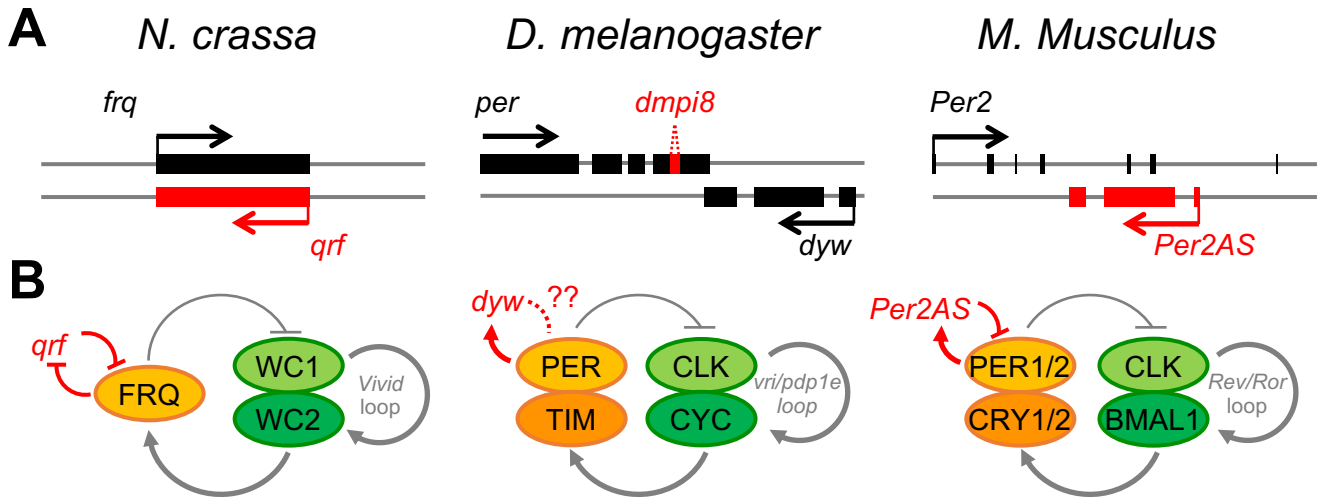 A
N. crassa
D. melanogaster
M. Musculus
frq
per
dmpi8
Per2
qrf
dyw
Per2AS
B
qrf
FRQ
WC1
WC2
Vivid
loop
dyw
??
PER
TIM
CLK
CYC
vri/pdp1e
loop
Per2AS
PER1/2
CRY1/2
CLK
BMAL1
Rev/Ror
loop